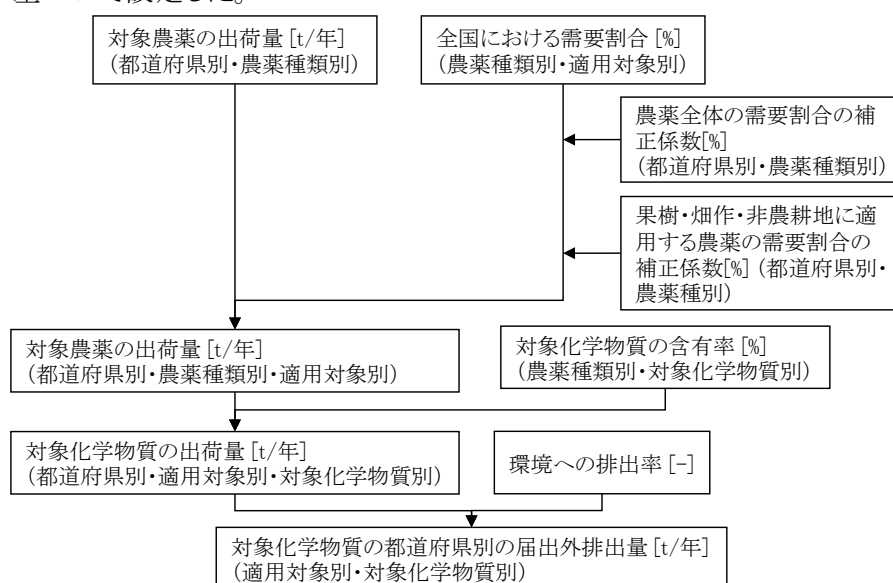 対象農薬の出荷量[t/年]
(都道府県別・農薬種類別)
全国における需要割合[%]
(農薬種類別・適用対象別)
農薬全体の需要割合の補
正係数[%]
(都道府県別・農薬種類別)
果樹・畑作・非農耕地に適
用する農薬の需要割合の
補正係数[%](都道府県別・
農薬種別)
対象農薬の出荷量[t/年]
(都道府県別・農薬種類別・適用対象別)
対象化学物質の含有率[%]
(農薬種類別・対象化学物質別)
対象化学物質の出荷量[t/年]
(都道府県別・適用対象別・対象化学物質別)
環境への排出率[-]
対象化学物質の都道府県別の届出外排出量[t/年]
(適用対象別・対象化学物質別)